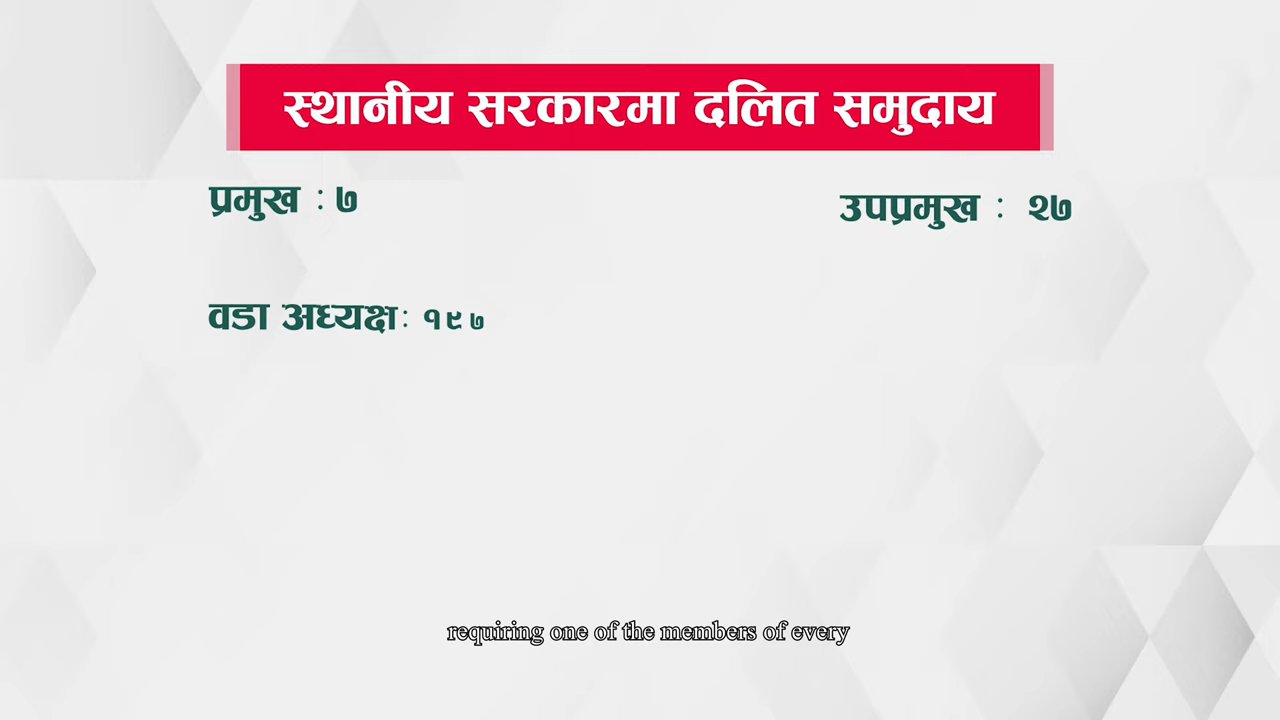 स्थानीय सरकारमा दलित समुदाय
प्रमुख : ७
उपप्रमुख : २७
वडा अध्यक्ष: १९७
requiring one of the members of every